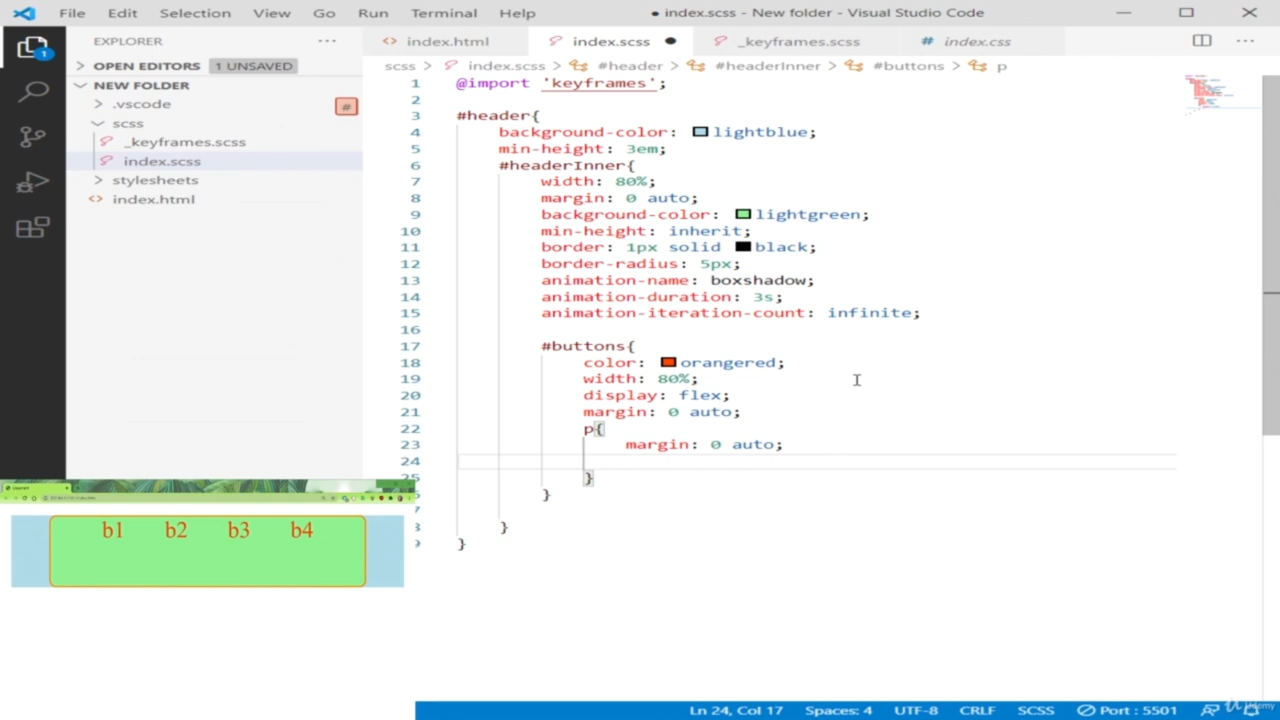 File Edit Selection View Go Run Terminal Help ● index.scss - New folder - Visual Studio Code
EXPLORER ···
index.html index.scss ● _keyframes.scss # index.css ···
> OPEN EDITORS 1 UNSAVED
scss > index.scss > #header > #headerInner > #buttons > p
NEW FOLDER
> .vscode
#
scss
_keyframes.scss
index.scss
> stylesheets
<> index.html
1
1 @import 'keyframes';
2
3 #header{
4 background-color: lightblue;
5 min-height: 3em;
6 #headerInner{
7 width: 80%;
8 margin: 0 auto;
9 background-color: lightgreen;
10 min-height: inherit;
11 border: 1px solid black;
12 border-radius: 5px;
13 animation-name: boxshadow;
14 animation-duration: 3s;
15 animation-iteration-count: infinite;
16
17 #buttons{
18 color: orangered;
19 width: 80%;
20 display: flex;
21 margin: 0 auto;
22 p{
23 margin: 0 auto;
24
25 }
}
}
}
b1 b2 b3 b4
Ln 24, Col 17 Spaces: 4 UTF-8 CRLF SCSS Port : 5501
Udemy